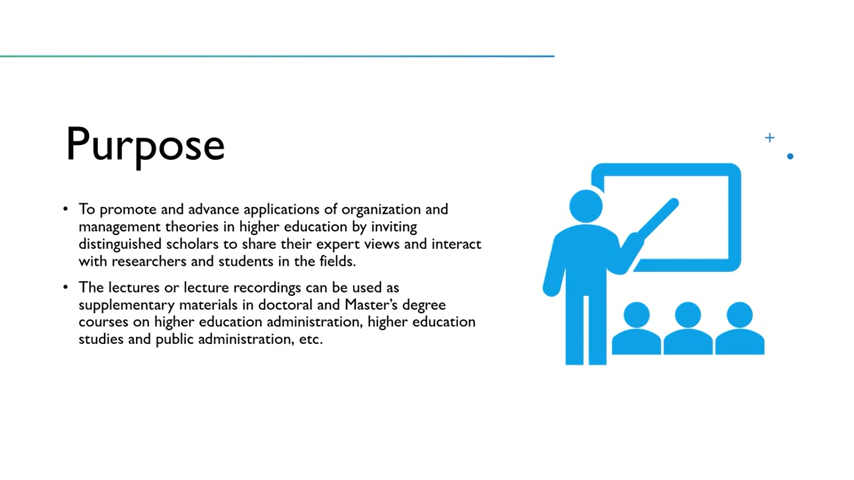 Purpose
• To promote and advance applications of organization and
management theories in higher education by inviting
distinguished scholars to share their expert views and interact
with researchers and students in the fields.
• The lectures or lecture recordings can be used as
supplementary materials in doctoral and Master's degree
courses on higher education administration, higher education
studies and public administration, etc.